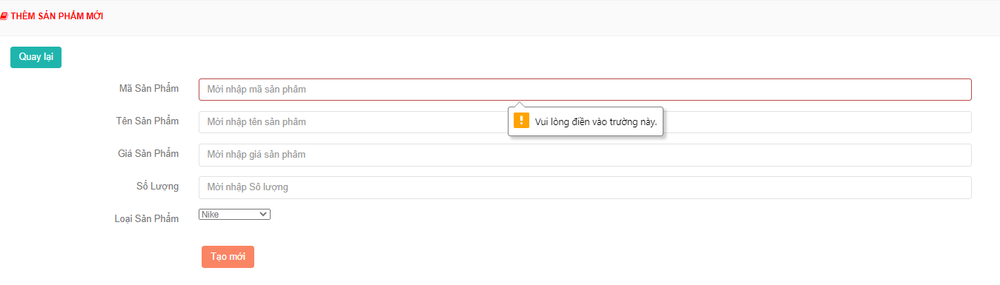 THÊM SẢN PHẨM MỚI
Quay lại
Mã Sản Phẩm
Mời nhập mã sản phâm
Vui lòng điền vào trường này.
Tên Sản Phẩm
Mời nhập tên sản phâm
Giá Sản Phẩm
Mời nhập giá sản phâm
Số Lượng
Mời nhập Sô lượng
Loại Sản Phẩm
Nike
Tạo mới